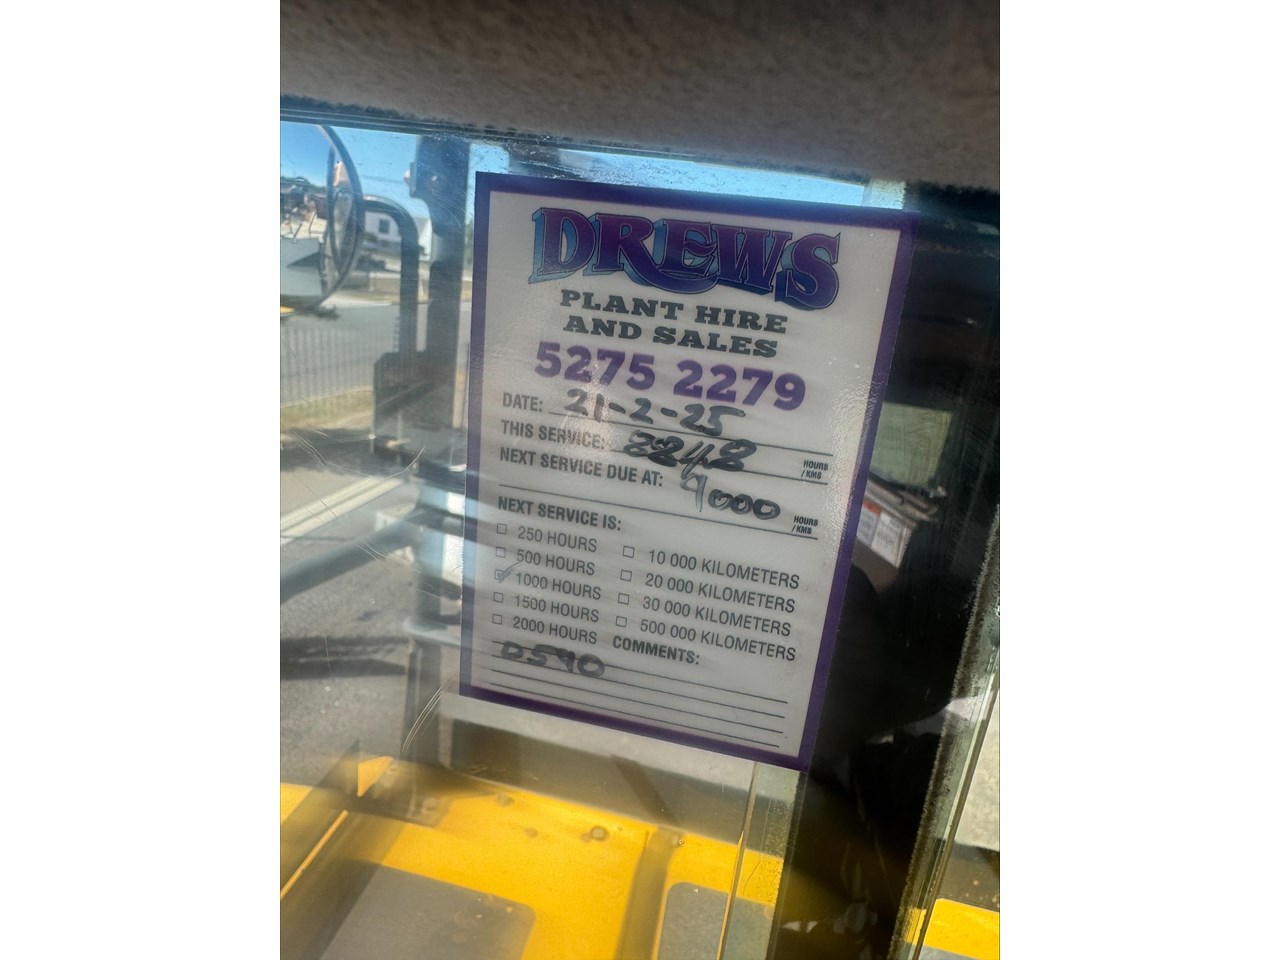 DREWS
PLANT HIRE
AND SALES
5275 2279
DATE: 21-2-25
THIS SERVICE: 8848 HOURS / KMS
NEXT SERVICE DUE AT: 9000 HOURS / KMS
NEXT SERVICE IS:
250 HOURS
500 HOURS
1000 HOURS
1500 HOURS
2000 HOURS
10 000 KILOMETERS
20 000 KILOMETERS
30 000 KILOMETERS
500 000 KILOMETERS
COMMENTS: